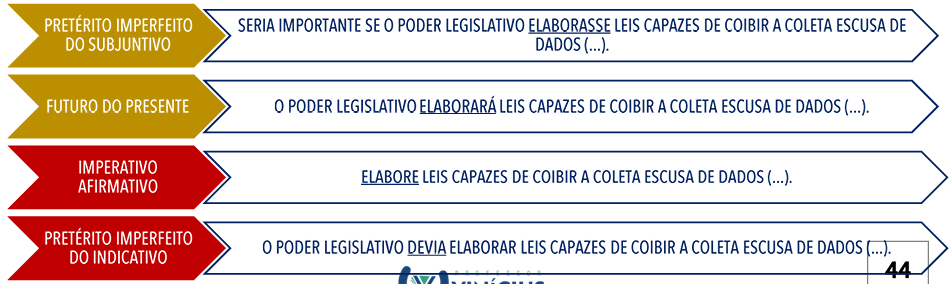 PRETÉRITO IMPERFEITO
DO SUBJUNTIVO
SERIA IMPORTANTE SE O PODER LEGISLATIVO ELABORASSE LEIS CAPAZES DE COIBIR A COLETA ESCUSA DE
DADOS (...).
FUTURO DO PRESENTE
O PODER LEGISLATIVO ELABORARÁ LEIS CAPAZES DE COIBIR A COLETA ESCUSA DE DADOS (...).
IMPERATIVO
AFIRMATIVO
ELABORE LEIS CAPAZES DE COIBIR A COLETA ESCUSA DE DADOS (...).
PRETÉRITO IMPERFEITO
DO INDICATIVO
O PODER LEGISLATIVO DEVIA ELABORAR LEIS CAPAZES DE COIBIR A COLETA ESCUSA DE DADOS (...).
PROFESSOR
VINÍCIUS
44